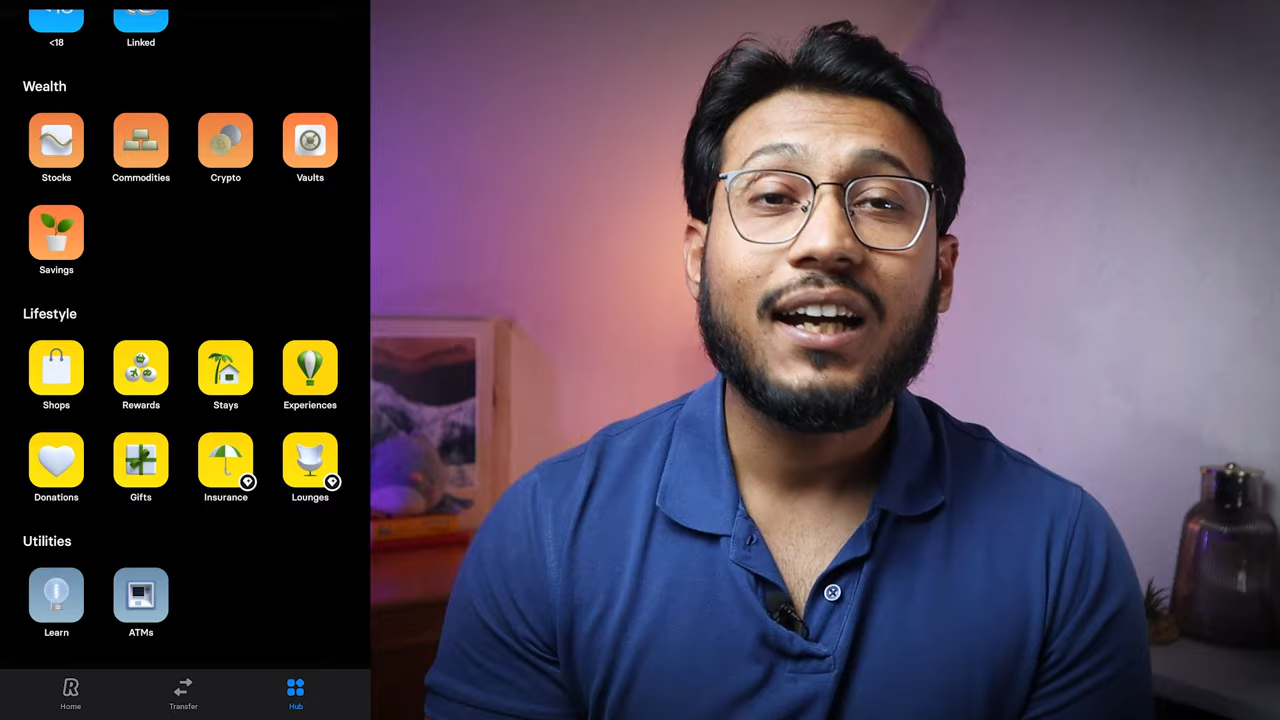 <18 Linked
Wealth
Stocks Commodities Crypto Vaults
Savings
Lifestyle
Shops Rewards Stays Experiences
Donations Gifts Insurance Lounges
Utilities
Learn ATMs
Home Transfer Hub